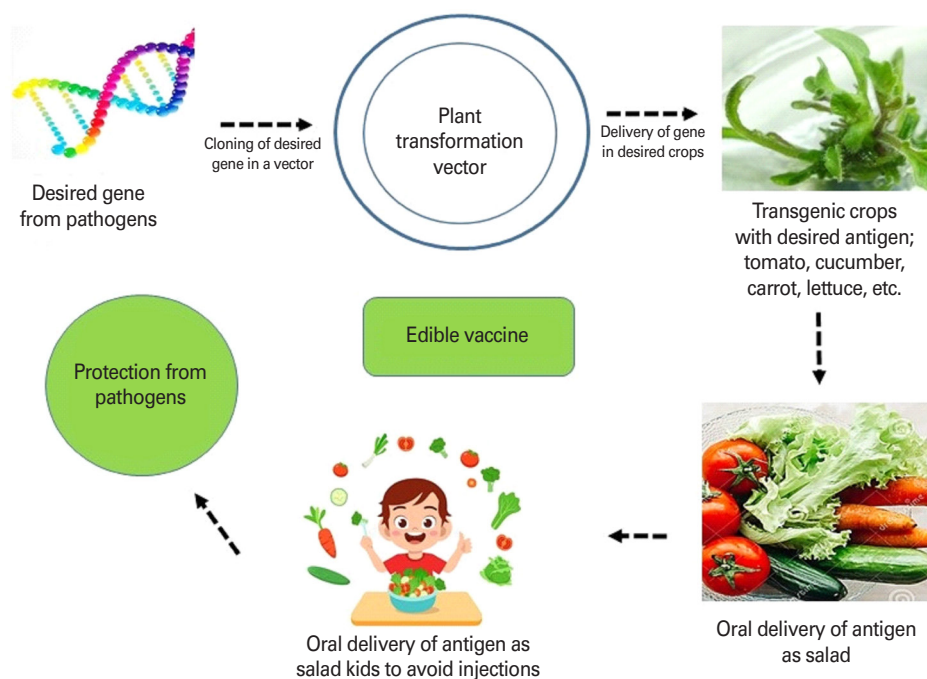 Desired gene
from pathogens
Cloning of desired
gene in a vector
Plant
transformation
vector
Delivery of gene
in desired crops
Transgenic crops
with desired antigen;
tomato, cucumber,
carrot, lettuce, etc.
Edible vaccine
Protection from
pathogens
Oral delivery of antigen as
salad kids to avoid injections
Oral delivery of antigen
as salad